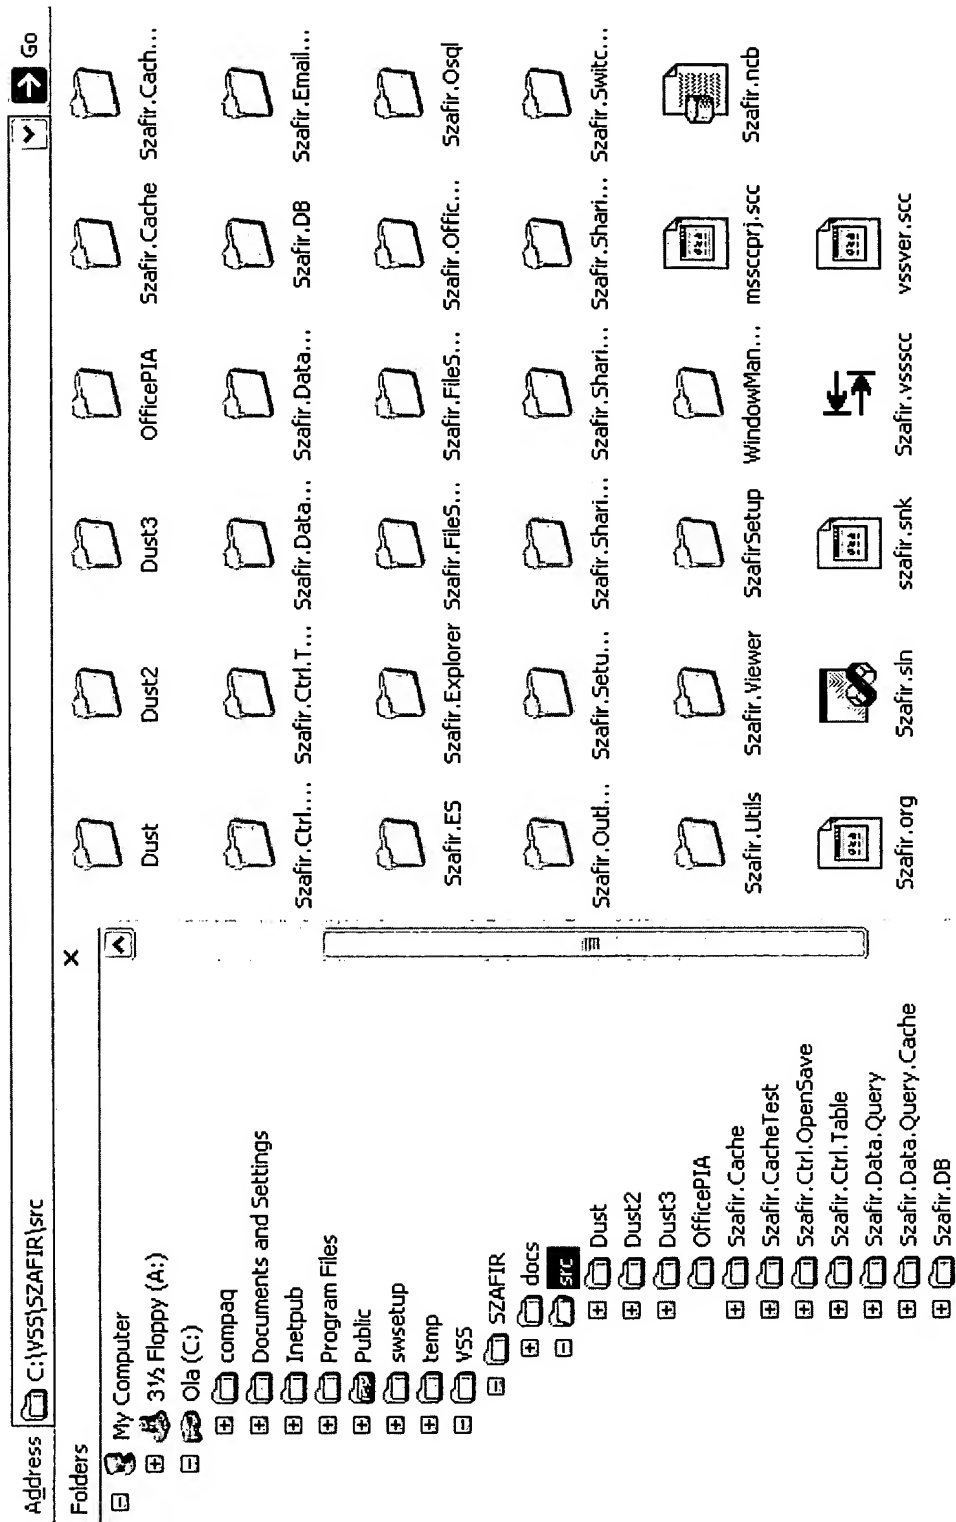 Address C:\VSS\SZAFIR\src Go
Folders
My Computer
3½ Floppy (A:)
Ola (C:)
compaq
Documents and Settings
Inetpub
Program Files
Public
swsetup
temp
VSS
SZAFIR
docs
src
Dust
Dust2
Dust3
OfficePIA
Szafir.Cache
Szafir.CacheTest
Szafir.Ctrl.OpenSave
Szafir.Ctrl.Table
Szafir.Data.Query
Szafir.Data.Query.Cache
Szafir.DB
Dust Dust2 Dust3 OfficePIA Szafir.Cache Szafir.Cach...
Szafir.Ctrl.... Szafir.Ctrl.T... Szafir.Data... Szafir.Data... Szafir.DB Szafir.Email...
Szafir.ES Szafir.Explorer Szafir.FileS... Szafir.FileS... Szafir.Offic... Szafir.Osql
Szafir.Outl... Szafir.Setu... Szafir.Shari... Szafir.Shari... Szafir.Shari... Szafir.Switc...
Szafir.Utils Szafir.Viewer SzafirSetup WindowMan... mssccprj.scc Szafir.ncb
Szafir.org Szafir.sln szafir.snk Szafir.vssscc vssver.scc